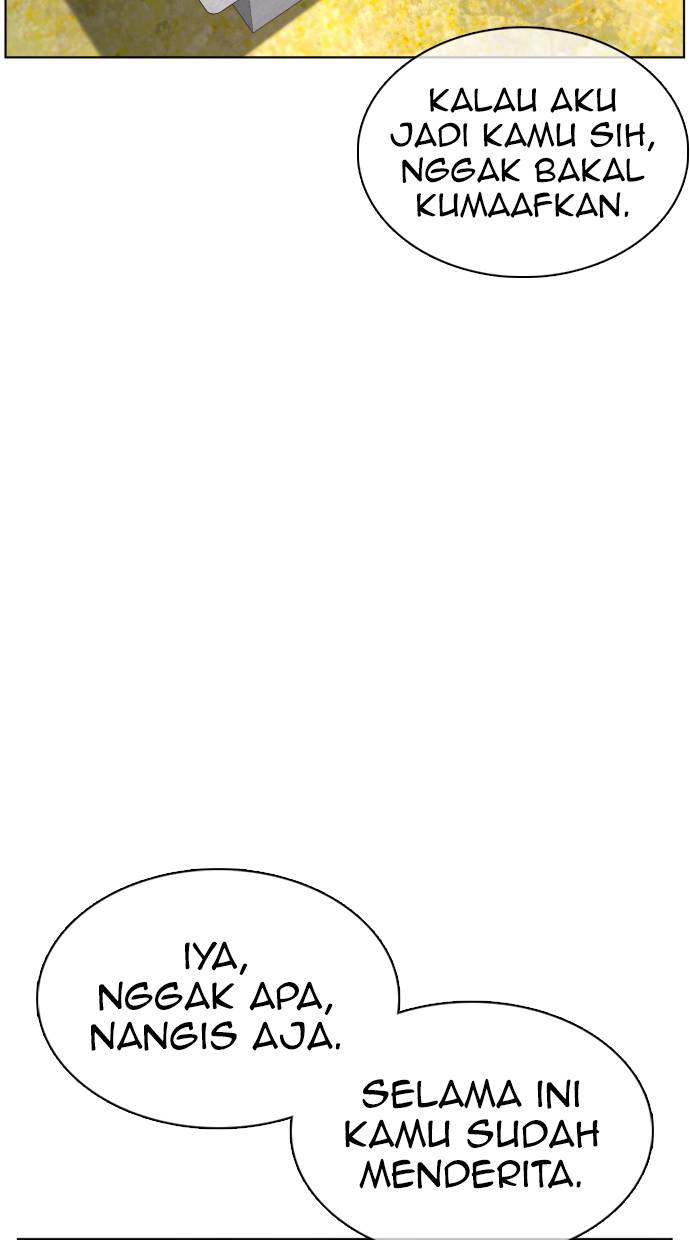 KALAU AKU
JADI KAMU SIH,
NGGAK BAKAL
KUMAAFKAN.
IYA,
NGGAK APA,
NANGIS AJA.
SELAMA INI
KAMU SUDAH
MENDERITA.